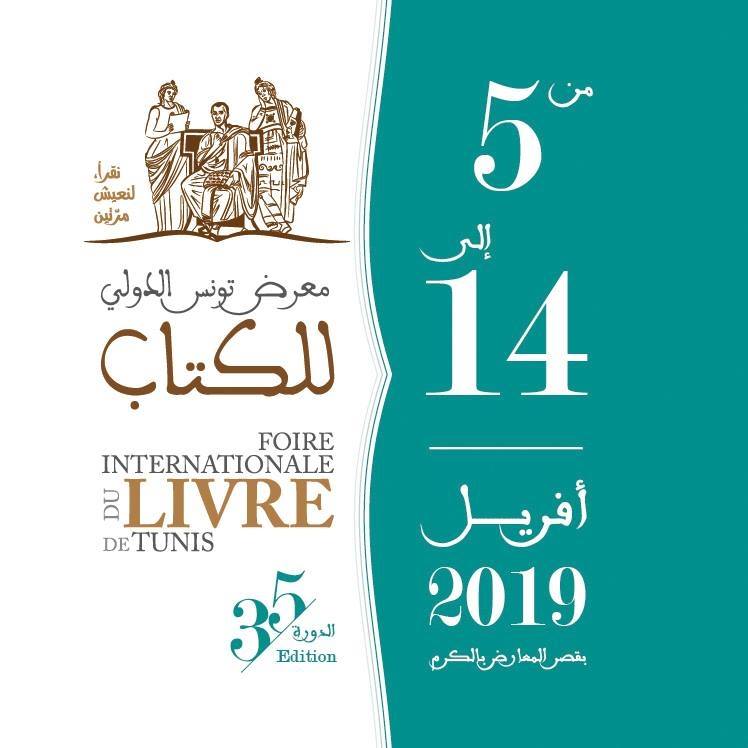 نقرأ،
لنعيش
مرّتين
معرض تونس الدولي
للكتاب
FOIRE
INTERNATIONALE
DU LIVRE
DE TUNIS
35 الدورة
Edition
من 5
إلى
14
أفريل
2019
بقصر المعارض بالكرم